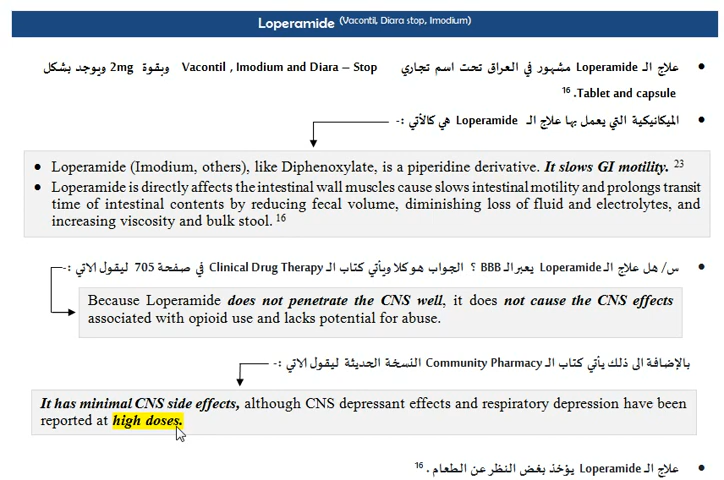 Loperamide (Vacontil, Diara stop, Imodium)
• علاج الـ Loperamide مشهور في العراق تحت اسم تجاري Vacontil , Imodium and Diara – Stop وبقوة 2mg ويوجد بشكل
Tablet and capsule. 16
• الميكانيكية التي يعمل بها علاج الـ Loperamide هي كالأتي :-
• Loperamide (Imodium, others), like Diphenoxylate, is a piperidine derivative. It slows GI motility. 23
• Loperamide is directly affects the intestinal wall muscles cause slows intestinal motility and prolongs transit
time of intestinal contents by reducing fecal volume, diminishing loss of fluid and electrolytes, and
increasing viscosity and bulk stool. 16
• س/ هل علاج الـ Loperamide يعبر الـ BBB ؟ الجواب هو كلا ويأتي كتاب الـ Clinical Drug Therapy في صفحة 705 ليقول الاتي :-
Because Loperamide does not penetrate the CNS well, it does not cause the CNS effects
associated with opioid use and lacks potential for abuse.
بالإضافة الى ذلك يأتي كتاب الـ Community Pharmacy النسخة الحديثة ليقول الاتي :-
It has minimal CNS side effects, although CNS depressant effects and respiratory depression have been
reported at high doses.
• علاج الـ Loperamide يؤخذ بغض النظر عن الطعام . 16